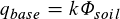 q_base = kΦ_soil